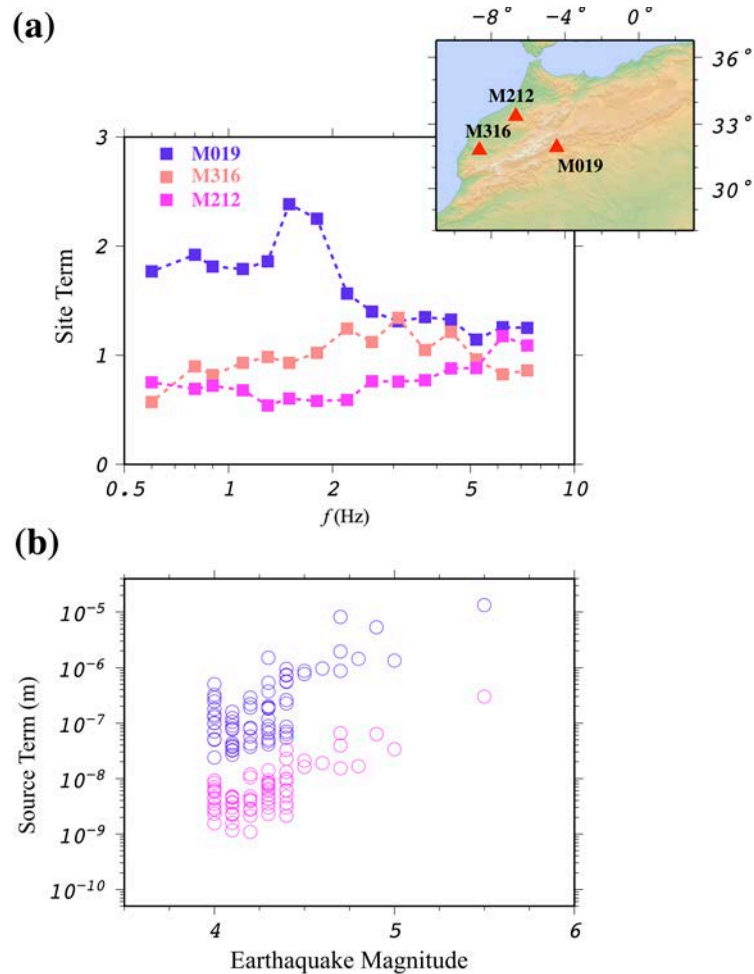 (a)
−8° −4° 0°
36°
33°
30°
M212
M316
M019
3
2
1
0
Site Term
M019
M316
M212
0.5 1 2 5 10
f (Hz)
(b)
10⁻⁵
10⁻⁶
10⁻⁷
10⁻⁸
10⁻⁹
10⁻¹⁰
Source Term (m)
4 5 6
Earthaquake Magnitude